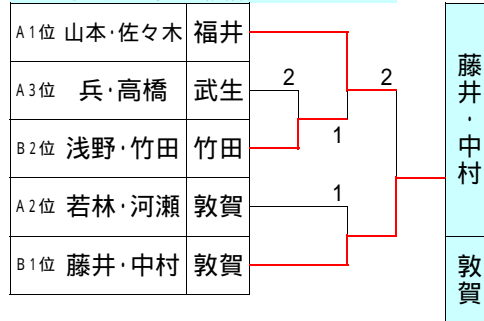 A1位 山本・佐々木 福井
A3位 兵・高橋 武生
B2位 浅野・竹田 竹田
A2位 若林・河瀬 敦賀
B1位 藤井・中村 敦賀
2
1
2
1
藤井・中村
敦賀